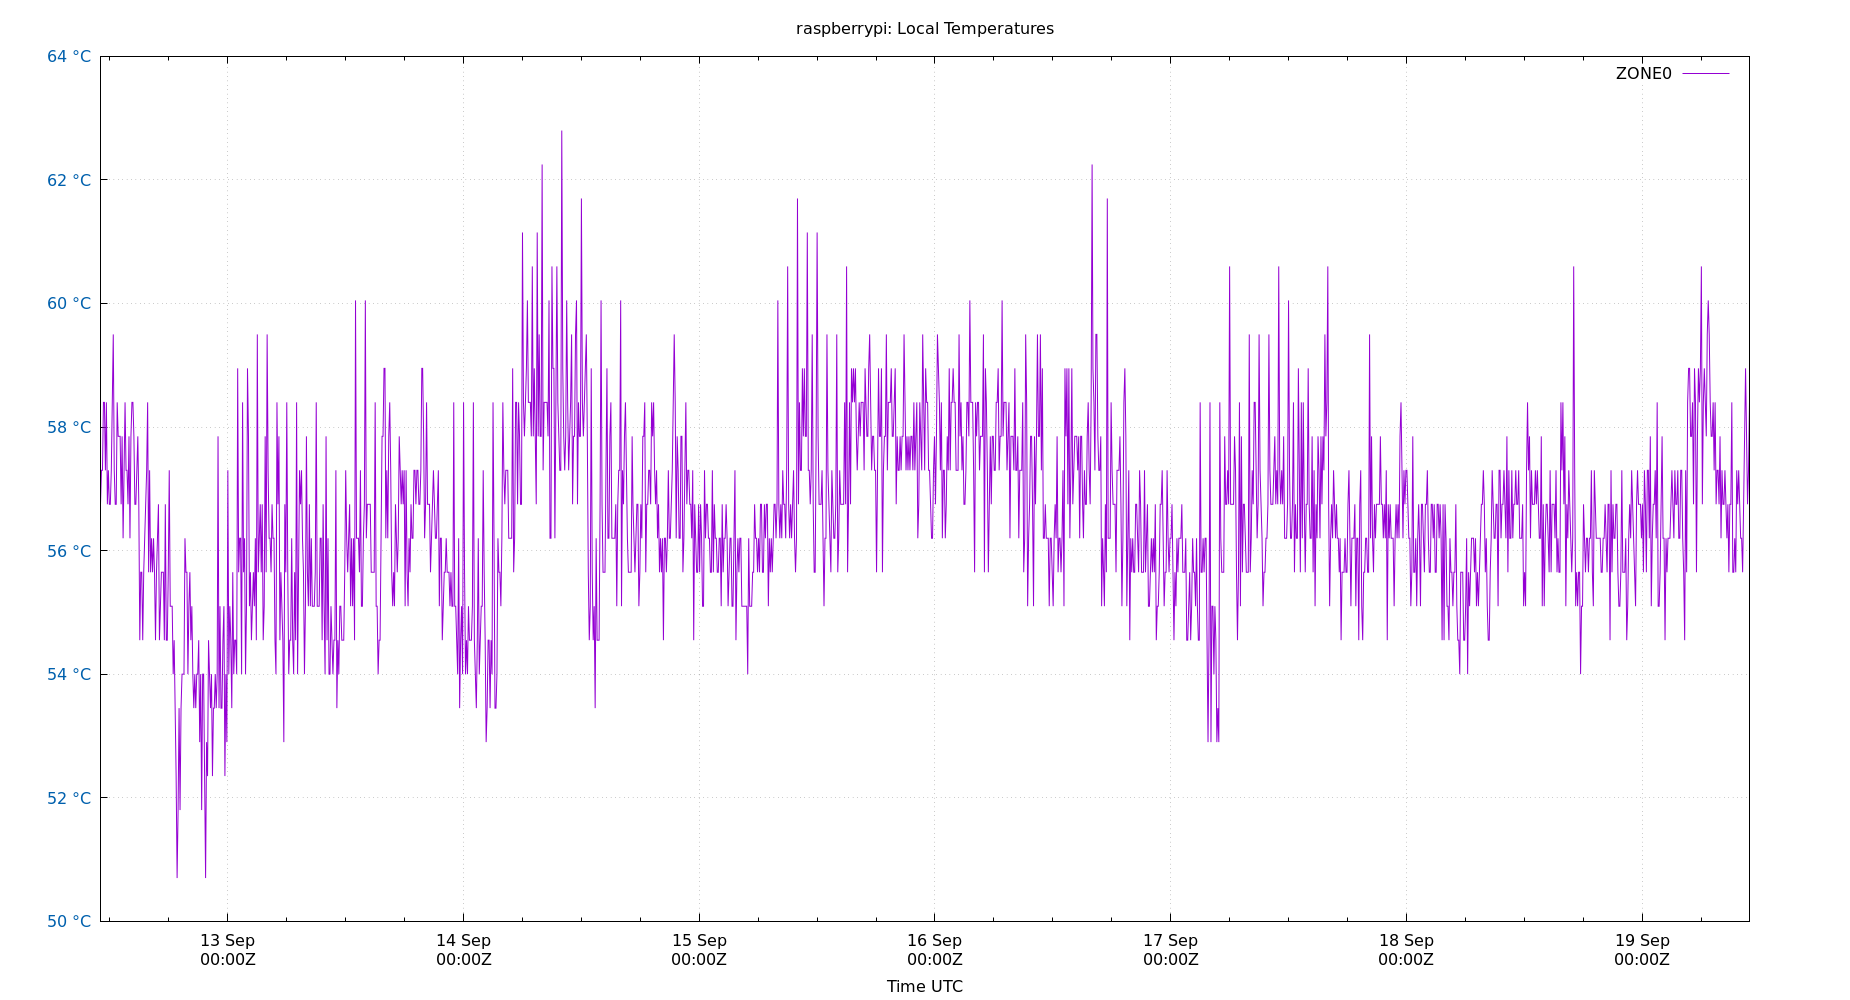 raspberrypi: Local Temperatures
64 °C
ZONE0
62 °C
60 °C
58 °C
56 °C
54 °C
52 °C
50 °C
13 Sep 14 Sep 15 Sep 16 Sep 17 Sep 18 Sep 19 Sep
00:00Z 00:00Z 00:00Z 00:00Z 00:00Z 00:00Z 00:00Z
Time UTC